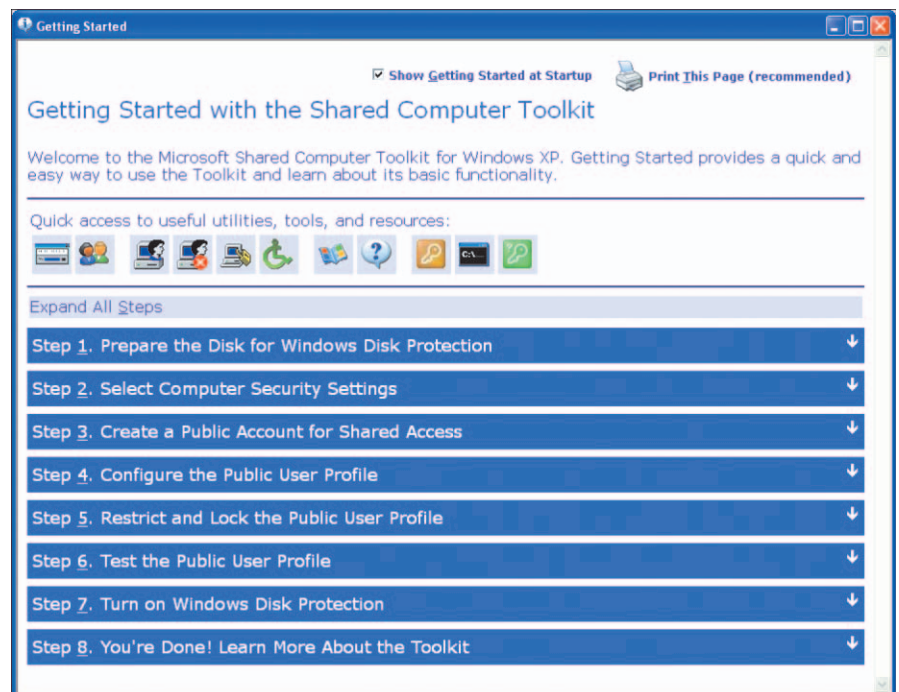 Getting Started
Show Getting Started at Startup
Print This Page (recommended)
Getting Started with the Shared Computer Toolkit
Welcome to the Microsoft Shared Computer Toolkit for Windows XP. Getting Started provides a quick and
easy way to use the Toolkit and learn about its basic functionality.
Quick access to useful utilities, tools, and resources:
C:\...
Expand All Steps
Step 1. Prepare the Disk for Windows Disk Protection
Step 2. Select Computer Security Settings
Step 3. Create a Public Account for Shared Access
Step 4. Configure the Public User Profile
Step 5. Restrict and Lock the Public User Profile
Step 6. Test the Public User Profile
Step 7. Turn on Windows Disk Protection
Step 8. You're Done! Learn More About the Toolkit